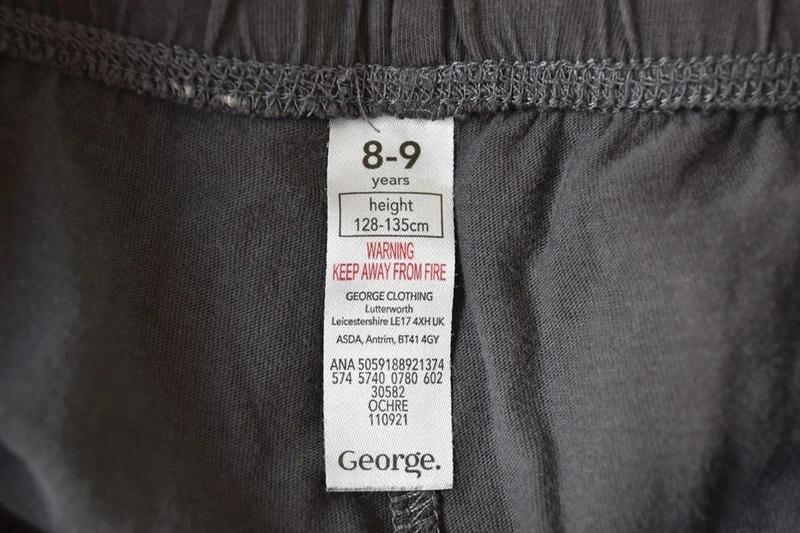 8-9
years
height
128-135cm
WARNING
KEEP AWAY FROM FIRE
GEORGE CLOTHING
Lutterworth
Leicestershire LE17 4XH UK
ASDA, Antrim, BT41 4GY
ANA 5059188921374
574 5740 0780 602
30582
OCHRE
110921
George.